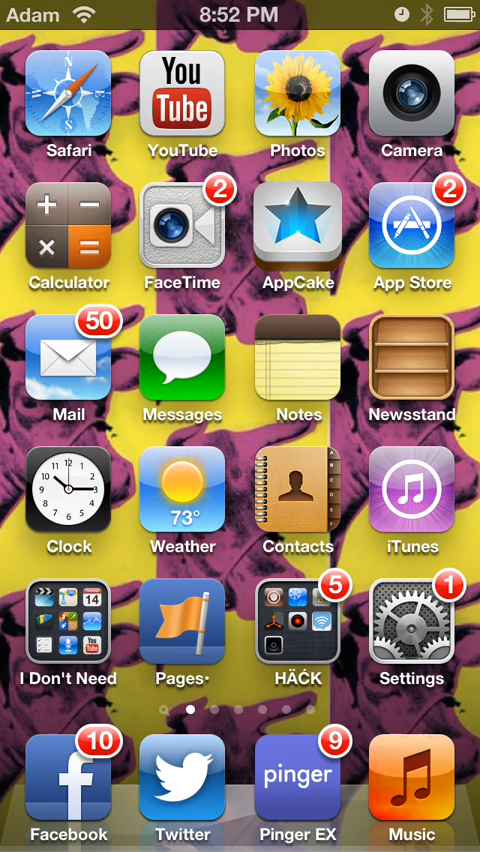 Adam 8:52 PM
You
Tube
Safari YouTube Photos Camera
2 2
Calculator FaceTime AppCake App Store
50
Mail Messages Notes Newsstand
73°
Clock Weather Contacts iTunes
14
You
Tube
5 1
I Don't Need Pages• HÄĆK Settings
10 9
f pinger
Facebook Twitter Pinger EX Music